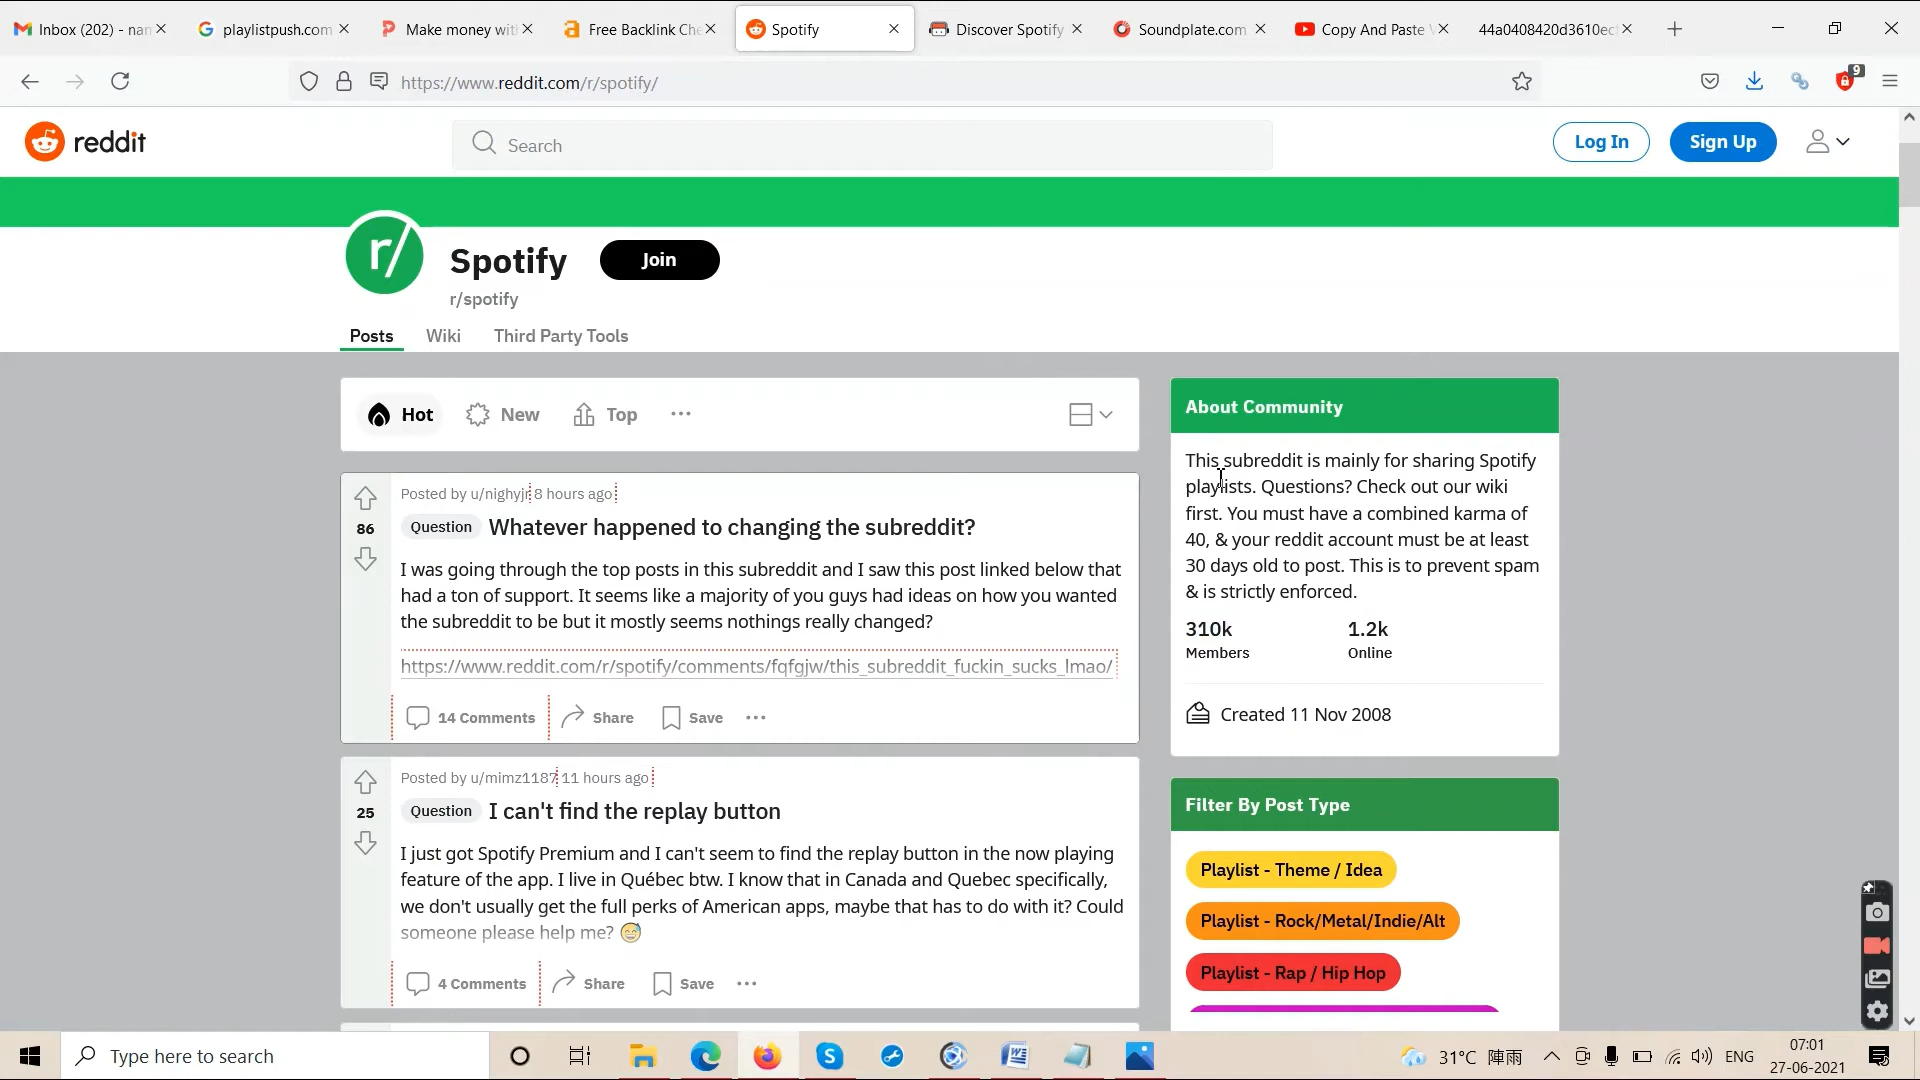 Inbox (202) - nam
playlistpush.com
Make money wit
Free Backlink Che
Spotify
Discover Spotify
Soundplate.com
Copy And Paste
44a0408420d3610ec
https://www.reddit.com/r/spotify/
9
reddit
Search
Log In
Sign Up
r/
Spotify
Join
r/spotify
Posts
Wiki
Third Party Tools
Hot
New
Top
86
Posted by u/nighyjr 8 hours ago
Question Whatever happened to changing the subreddit?
I was going through the top posts in this subreddit and I saw this post linked below that
had a ton of support. It seems like a majority of you guys had ideas on how you wanted
the subreddit to be but it mostly seems nothings really changed?
https://www.reddit.com/r/spotify/comments/fqfgjw/this_subreddit_fuckin_sucks_lmao/
14 Comments
Share
Save
25
Posted by u/mimz1187 11 hours ago
Question I can't find the replay button
I just got Spotify Premium and I can't seem to find the replay button in the now playing
feature of the app. I live in Québec btw. I know that in Canada and Quebec specifically,
we don't usually get the full perks of American apps, maybe that has to do with it? Could
someone please help me? 😅
4 Comments
Share
Save
About Community
This subreddit is mainly for sharing Spotify
playlists. Questions? Check out our wiki
first. You must have a combined karma of
40, & your reddit account must be at least
30 days old to post. This is to prevent spam
& is strictly enforced.
310k
Members
1.2k
Online
Created 11 Nov 2008
Filter By Post Type
Playlist - Theme / Idea
Playlist - Rock/Metal/Indie/Alt
Playlist - Rap / Hip Hop
Type here to search
31°C 陣雨
ENG
07:01
27-06-2021